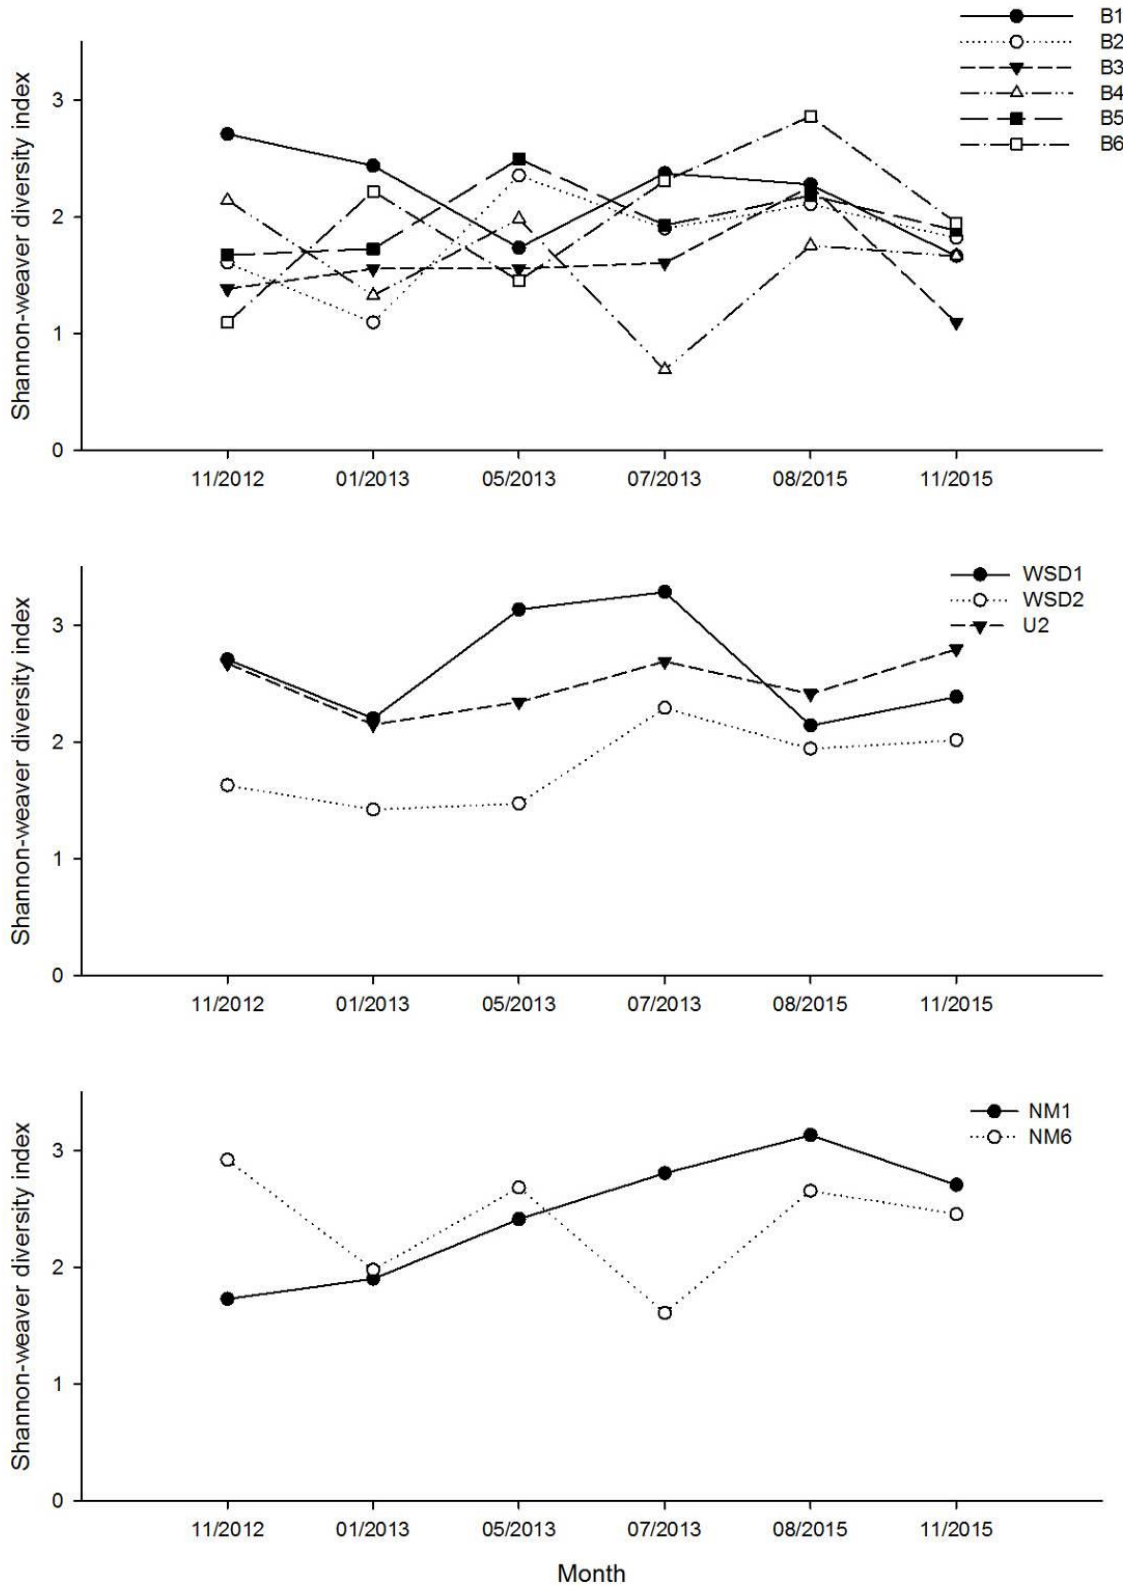 B1
B2
B3
B4
B5
B6
Shannon-weaver diversity index
3
2
1
0
11/2012 01/2013 05/2013 07/2013 08/2015 11/2015
WSD1
WSD2
U2
Shannon-weaver diversity index
3
2
1
0
11/2012 01/2013 05/2013 07/2013 08/2015 11/2015
NM1
NM6
Shannon-weaver diversity index
3
2
1
0
11/2012 01/2013 05/2013 07/2013 08/2015 11/2015
Month